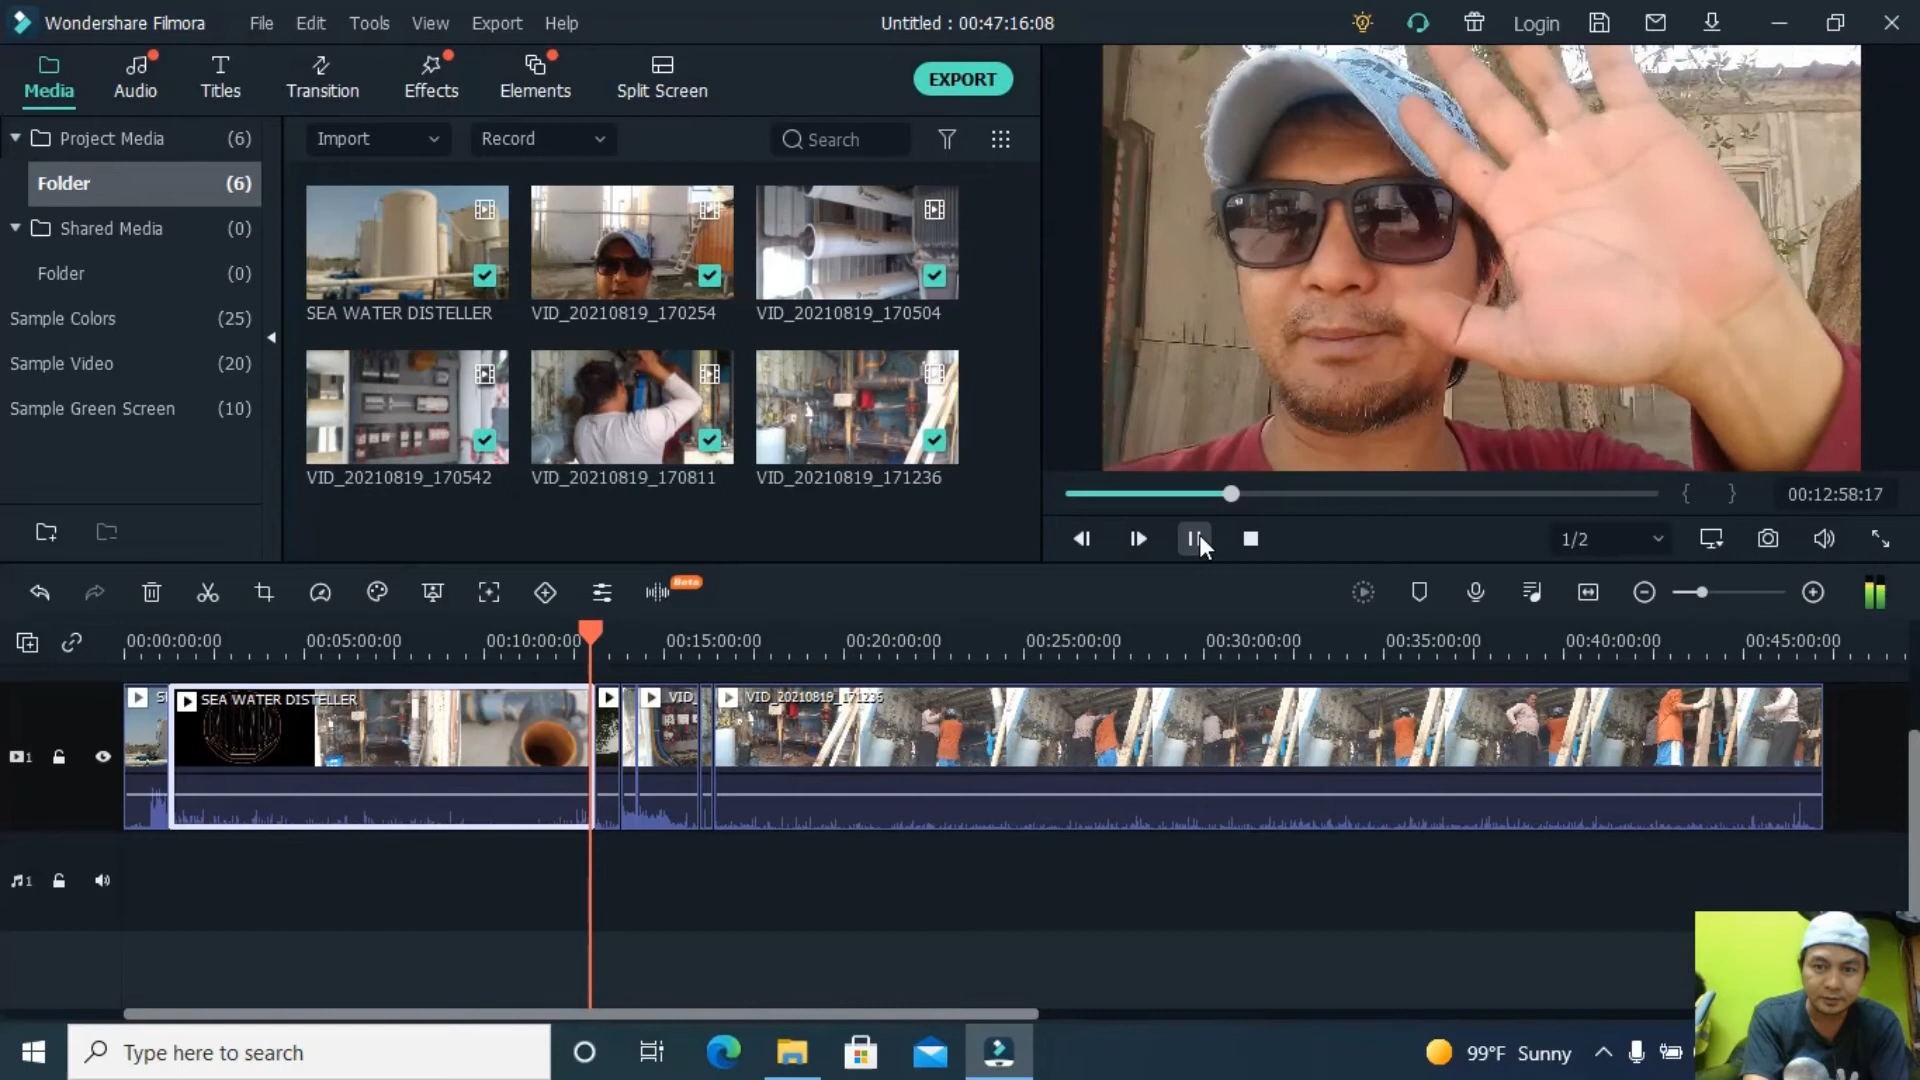 Wondershare Filmora
File
Edit
Tools
View
Export
Help
Untitled : 00:47:16:08
Login
Media
Audio
Titles
Transition
Effects
Elements
Split Screen
EXPORT
Project Media (6)
Folder (6)
Shared Media (0)
Folder (0)
Sample Colors (25)
Sample Video (20)
Sample Green Screen (10)
Import
Record
Search
SEA WATER DISTELLER
VID_20210819_170254
VID_20210819_170504
VID_20210819_170542
VID_20210819_170811
VID_20210819_171236
00:12:58:17
1/2
Beta
00:00:00:00
00:05:00:00
00:10:00:00
00:15:00:00
00:20:00:00
00:25:00:00
00:30:00:00
00:35:00:00
00:40:00:00
00:45:00:00
SEA WATER DISTELLER
VID_
VID_20210819_171236
1
1
Type here to search
99°F Sunny